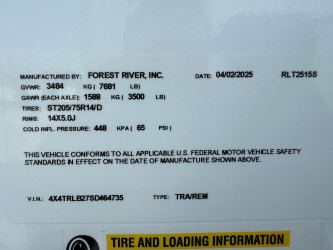 MANUFACTURED BY: FOREST RIVER, INC. DATE: 04/02/2025 RLT2515S
GVWR: 3484 KG ( 7681 LB)
GAWR (EACH AXLE): 1588 KG ( 3500 LB)
TIRES: ST205/75R14/D
RIMS: 14X5.0J
COLD INFL. PRESSURE: 448 KPA ( 65 PSI )
THIS VEHICLE CONFORMS TO ALL APPLICABLE U.S. FEDERAL MOTOR VEHICLE SAFETY
STANDARDS IN EFFECT ON THE DATE OF MANUFACTURE SHOWN ABOVE.
V.I.N.: 4X4TRLB27SD464735 TYPE: TRA/REM
TIRE AND LOADING INFORMATION